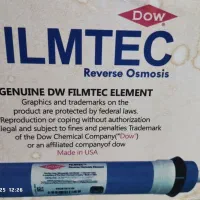 Dow
ILMTEC
Reverse Osmosis
GENUINE DW FILMTEC ELEMENT
Graphics and trademarks on the
product are protected by federal laws.
Reproduction or coping without authorization
legal and subject to fines and penalties Trademark
of the Dow Chemical Company("Dow")
or an affiliated companyof dow
Made in USA
12:26